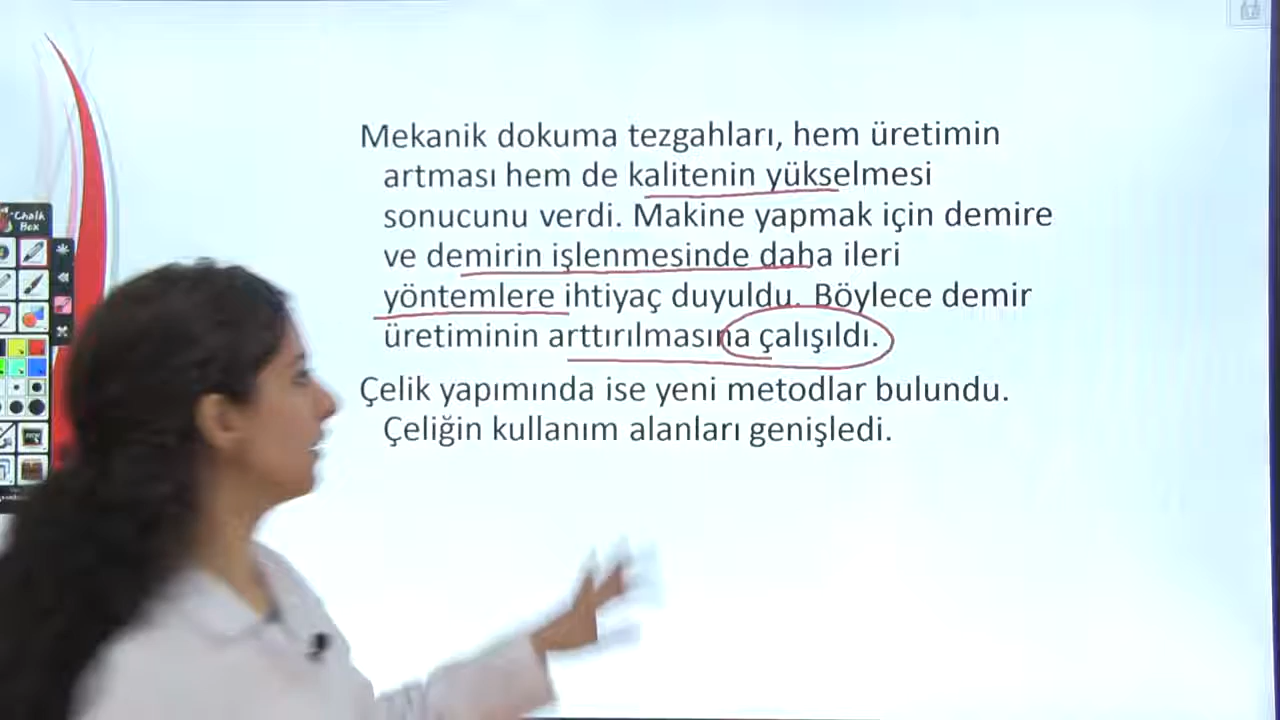 Mekanik dokuma tezgahları, hem üretimin
artması hem de kalitenin yükselmesi
sonucunu verdi. Makine yapmak için demire
ve demirin işlenmesinde daha ileri
yöntemlere ihtiyaç duyuldu. Böylece demir
üretiminin arttırılmasına çalışıldı.
Çelik yapımında ise yeni metodlar bulundu.
Çeliğin kullanım alanları genişledi.
Chalk
Box